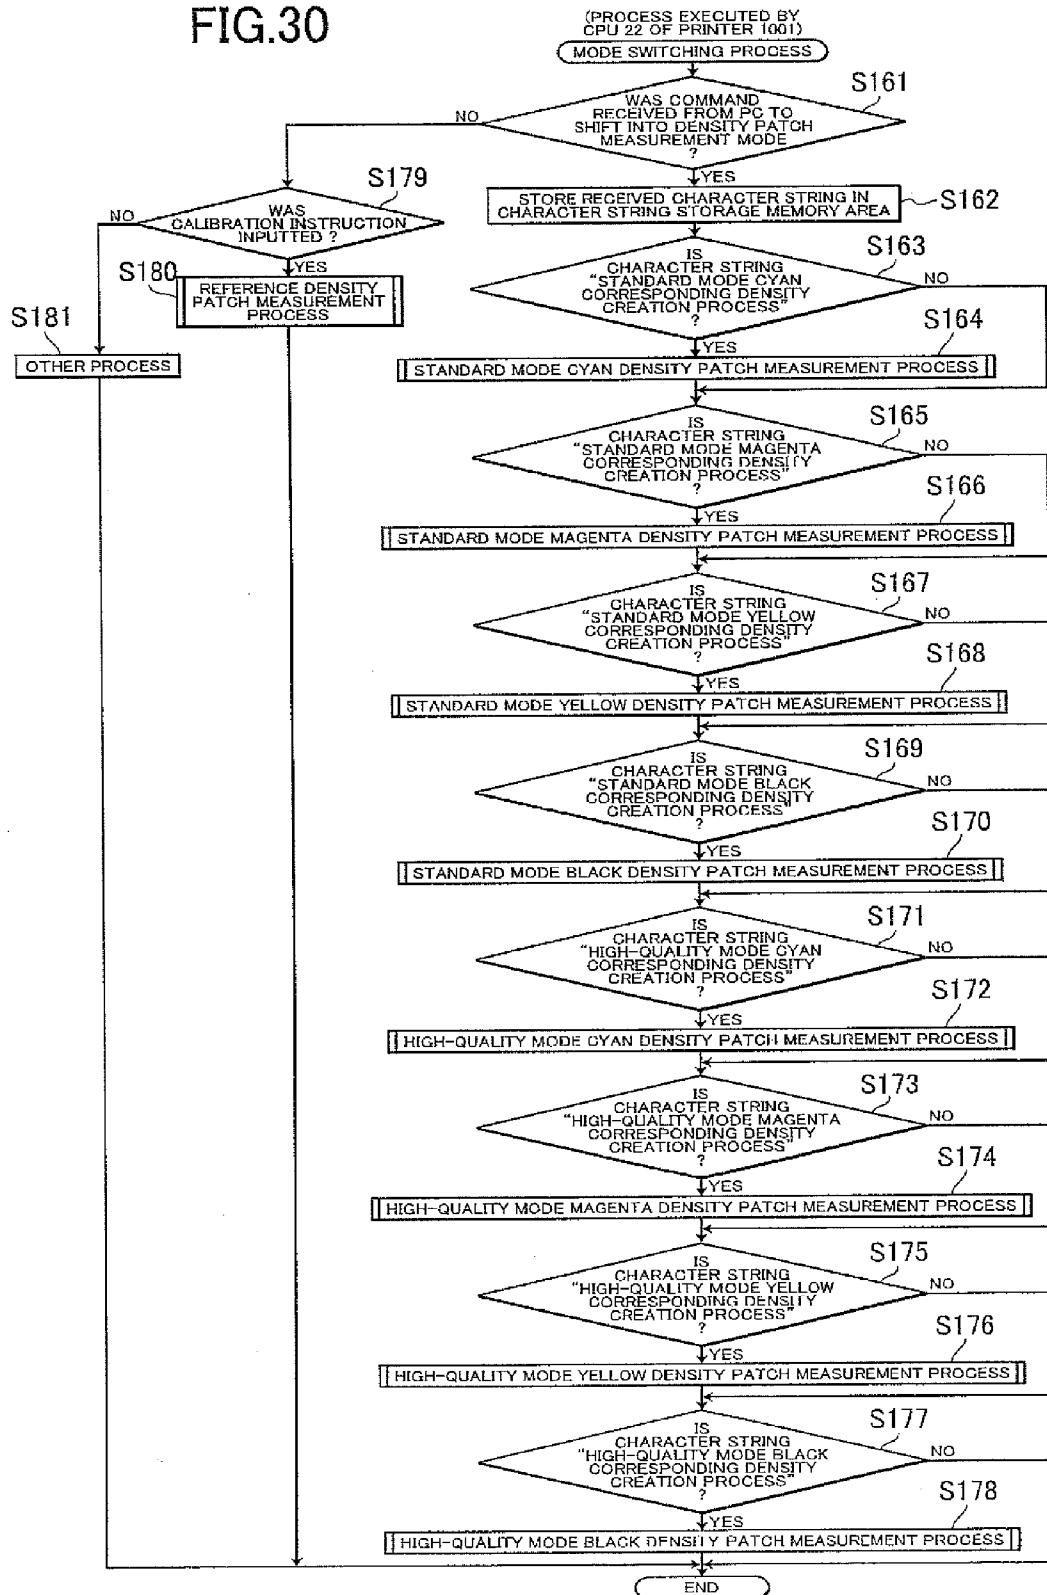 FIG.30
(PROCESS EXECUTED BY
CPU 22 OF PRINTER 1001)
MODE SWITCHING PROCESS
S161
WAS COMMAND
RECEIVED FROM PC TO
SHIFT INTO DENSITY PATCH
MEASUREMENT MODE
?
NO
YES
S179
WAS
CALIBRATION INSTRUCTION
INPUTTED ?
NO
YES
S180
REFERENCE DENSITY
PATCH MEASUREMENT
PROCESS
S181
OTHER PROCESS
STORE RECEIVED CHARACTER STRING IN
CHARACTER STRING STORAGE MEMORY AREA
S162
S163
IS
CHARACTER STRING
"STANDARD MODE CYAN
CORRESPONDING DENSITY
CREATION PROCESS"
?
NO
YES
S164
STANDARD MODE CYAN DENSITY PATCH MEASUREMENT PROCESS
S165
IS
CHARACTER STRING
"STANDARD MODE MAGENTA
CORRESPONDING DENSITY
CREATION PROCESS"
?
NO
YES
S166
STANDARD MODE MAGENTA DENSITY PATCH MEASUREMENT PROCESS
S167
IS
CHARACTER STRING
"STANDARD MODE YELLOW
CORRESPONDING DENSITY
CREATION PROCESS"
?
NO
YES
S168
STANDARD MODE YELLOW DENSITY PATCH MEASUREMENT PROCESS
S169
IS
CHARACTER STRING
"STANDARD MODE BLACK
CORRESPONDING DENSITY
CREATION PROCESS"
?
NO
YES
S170
STANDARD MODE BLACK DENSITY PATCH MEASUREMENT PROCESS
S171
IS
CHARACTER STRING
"HIGH-QUALITY MODE CYAN
CORRESPONDING DENSITY
CREATION PROCESS"
?
NO
YES
S172
HIGH-QUALITY MODE CYAN DENSITY PATCH MEASUREMENT PROCESS
S173
IS
CHARACTER STRING
"HIGH-QUALITY MODE MAGENTA
CORRESPONDING DENSITY
CREATION PROCESS"
?
NO
YES
S174
HIGH-QUALITY MODE MAGENTA DENSITY PATCH MEASUREMENT PROCESS
S175
IS
CHARACTER STRING
"HIGH-QUALITY MODE YELLOW
CORRESPONDING DENSITY
CREATION PROCESS"
?
NO
YES
S176
HIGH-QUALITY MODE YELLOW DENSITY PATCH MEASUREMENT PROCESS
S177
IS
CHARACTER STRING
"HIGH-QUALITY MODE BLACK
CORRESPONDING DENSITY
CREATION PROCESS"
?
NO
YES
S178
HIGH-QUALITY MODE BLACK DENSITY PATCH MEASUREMENT PROCESS
END